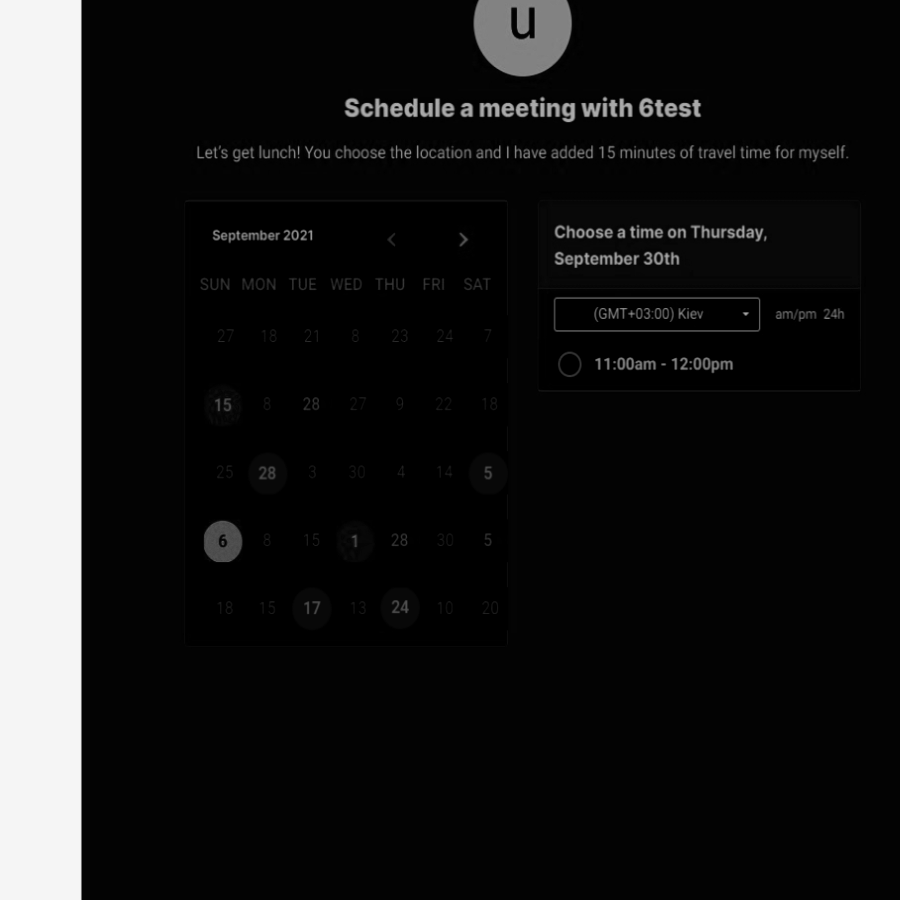 u
Schedule a meeting with 6test
Let's get lunch! You choose the location and I have added 15 minutes of travel time for myself.
September 2021
SUN MON TUE WED THU FRI SAT
27 18 21 8 23 24 7
15 8 28 27 9 22 18
25 28 3 30 4 14 5
6 8 15 1 28 30 5
18 15 17 13 24 10 20
Choose a time on Thursday,
September 30th
(GMT+03:00) Kiev am/pm 24h
11:00am - 12:00pm